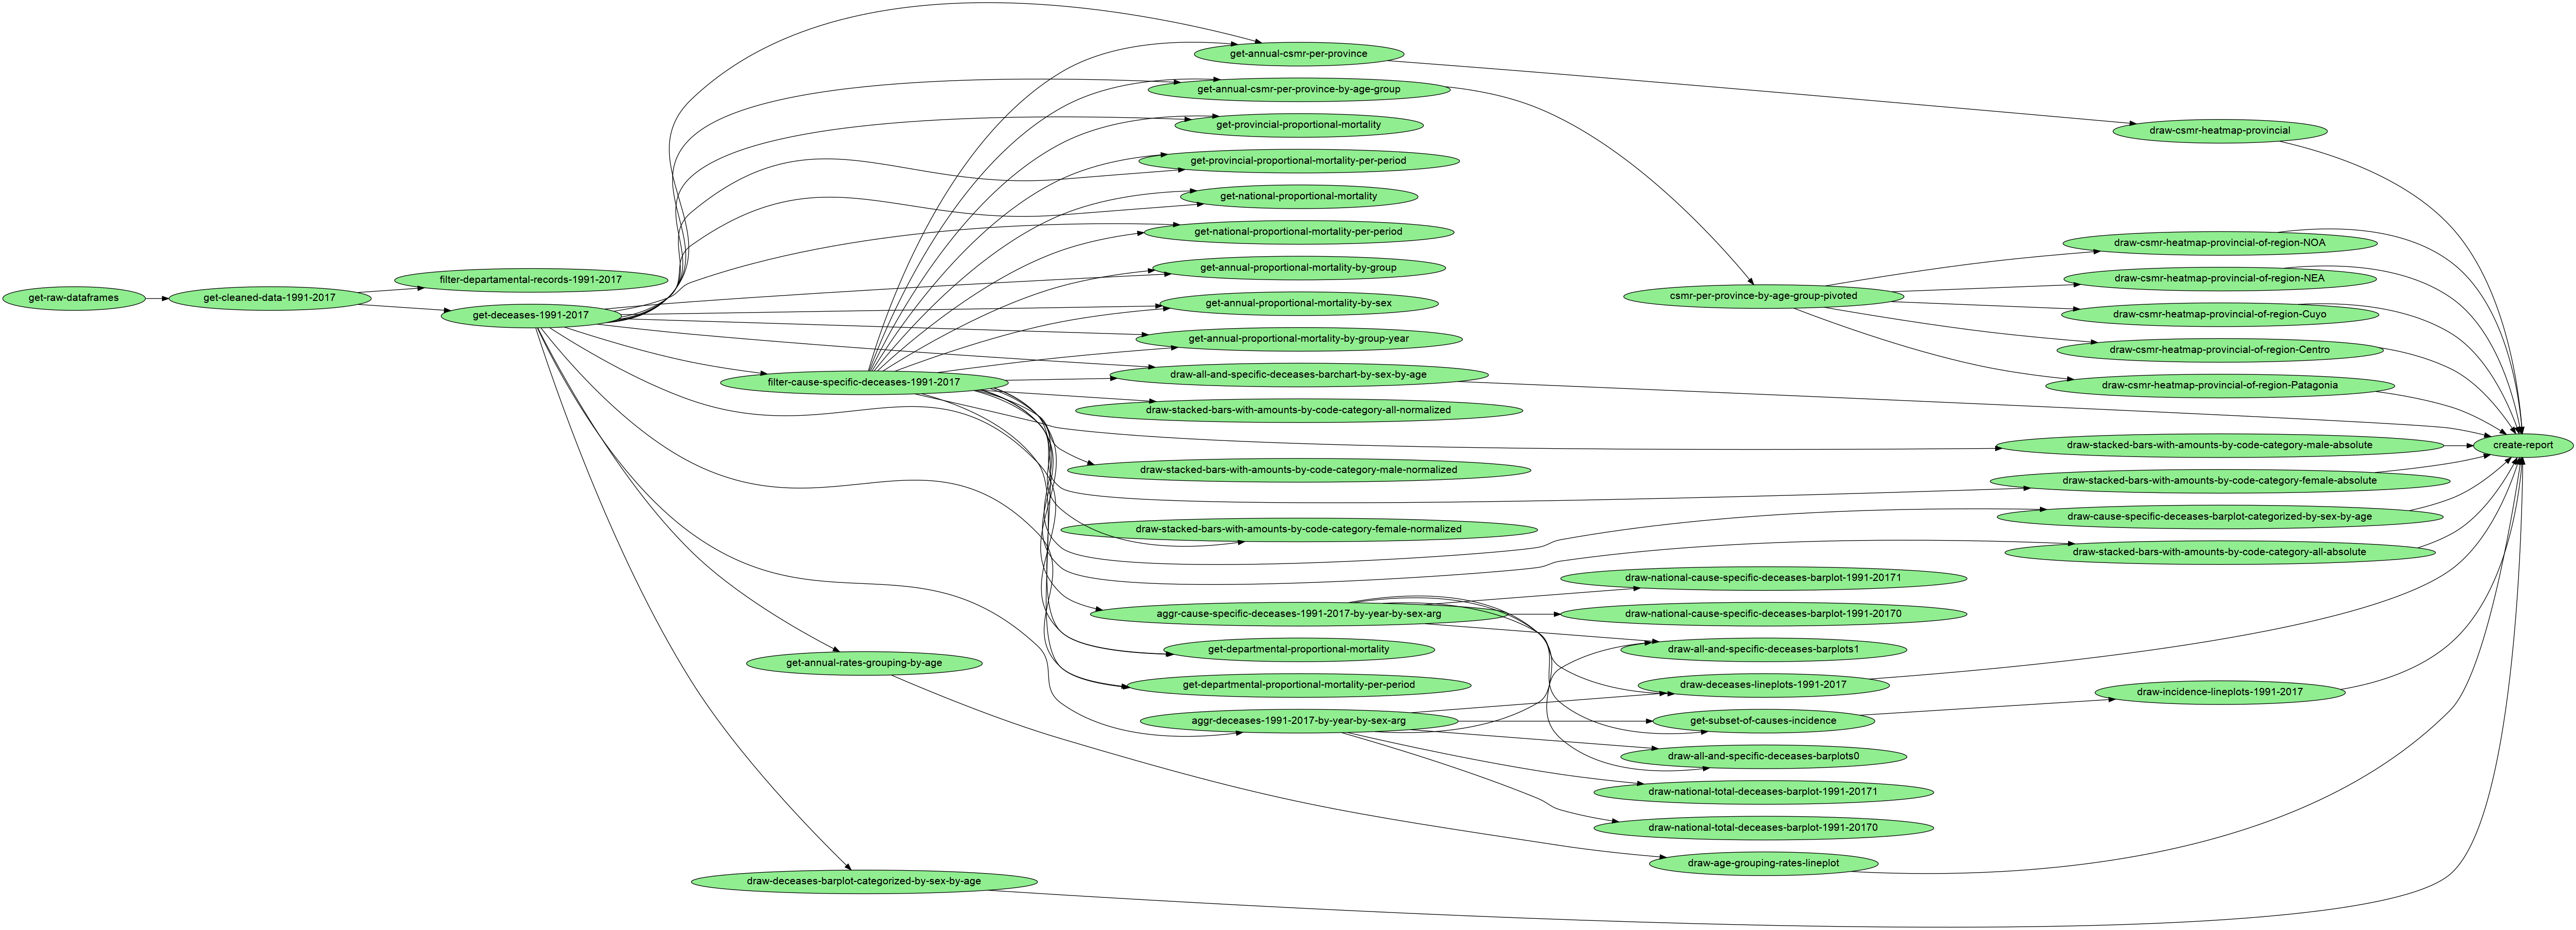 get-raw-dataframes
get-cleaned-data-1991-2017
filter-departamental-records-1991-2017
get-deceases-1991-2017
filter-cause-specific-deceases-1991-2017
get-annual-rates-grouping-by-age
draw-deceases-barplot-categorized-by-sex-by-age
get-annual-csmr-per-province
get-annual-csmr-per-province-by-age-group
get-provincial-proportional-mortality
get-provincial-proportional-mortality-per-period
get-national-proportional-mortality
get-national-proportional-mortality-per-period
get-annual-proportional-mortality-by-group
get-annual-proportional-mortality-by-sex
get-annual-proportional-mortality-by-group-year
draw-all-and-specific-deceases-barchart-by-sex-by-age
draw-stacked-bars-with-amounts-by-code-category-all-normalized
draw-stacked-bars-with-amounts-by-code-category-male-normalized
draw-stacked-bars-with-amounts-by-code-category-female-normalized
aggr-cause-specific-deceases-1991-2017-by-year-by-sex-arg
get-departmental-proportional-mortality
get-departmental-proportional-mortality-per-period
aggr-deceases-1991-2017-by-year-by-sex-arg
csmr-per-province-by-age-group-pivoted
draw-national-cause-specific-deceases-barplot-1991-20171
draw-national-cause-specific-deceases-barplot-1991-20170
draw-all-and-specific-deceases-barplots1
draw-deceases-lineplots-1991-2017
get-subset-of-causes-incidence
draw-all-and-specific-deceases-barplots0
draw-national-total-deceases-barplot-1991-20171
draw-national-total-deceases-barplot-1991-20170
draw-age-grouping-rates-lineplot
draw-csmr-heatmap-provincial
draw-csmr-heatmap-provincial-of-region-NOA
draw-csmr-heatmap-provincial-of-region-NEA
draw-csmr-heatmap-provincial-of-region-Cuyo
draw-csmr-heatmap-provincial-of-region-Centro
draw-csmr-heatmap-provincial-of-region-Patagonia
draw-stacked-bars-with-amounts-by-code-category-male-absolute
draw-stacked-bars-with-amounts-by-code-category-female-absolute
draw-cause-specific-deceases-barplot-categorized-by-sex-by-age
draw-stacked-bars-with-amounts-by-code-category-all-absolute
draw-incidence-lineplots-1991-2017
create-report